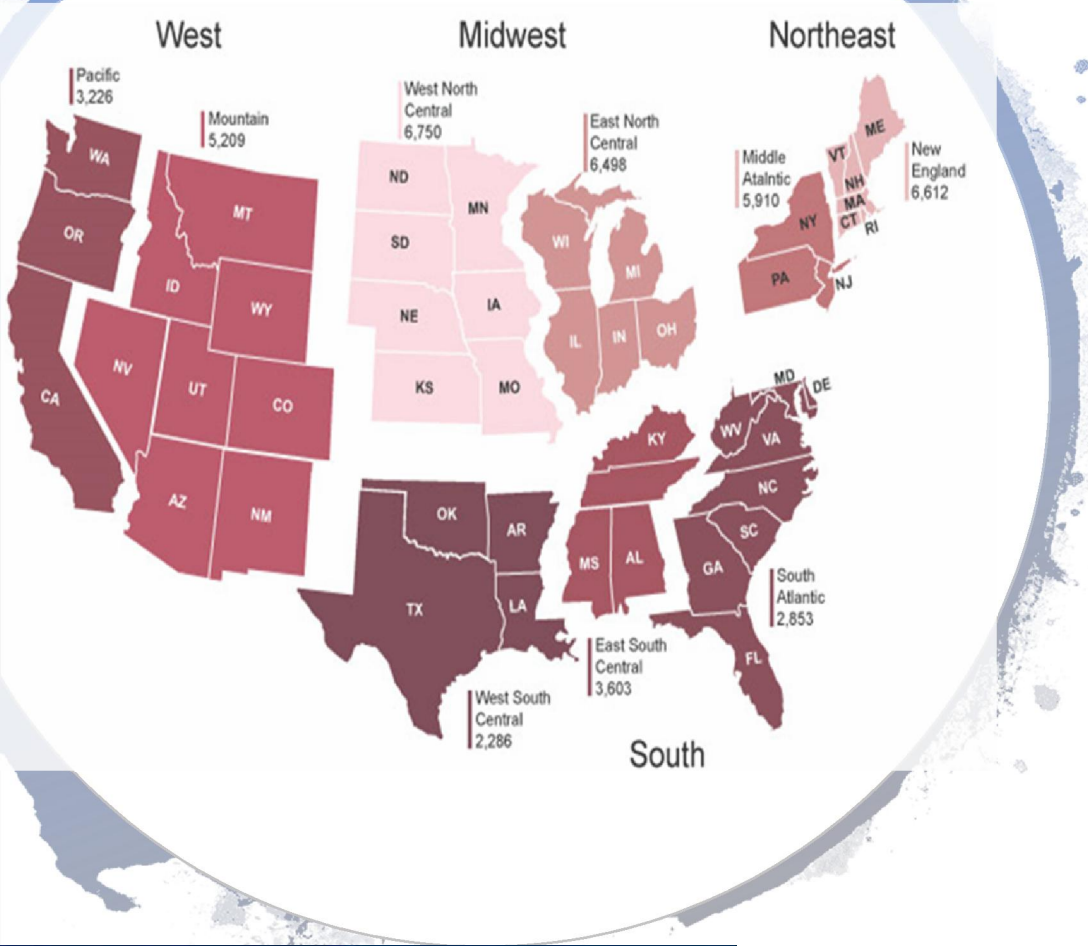 West
Midwest
Northeast
Pacific
3,226
Mountain
5,209
West North
Central
6,750
East North
Central
6,498
Middle
Atalntic
5,910
New
England
6,612
WA
OR
CA
MT
ID
WY
NV
UT
CO
AZ
NM
ND
MN
SD
NE
IA
KS
MO
WI
MI
IL
IN
OH
ME
VT
NH
MA
CT
RI
NY
PA
NJ
MD
DE
WV
VA
KY
NC
SC
GA
FL
MS
AL
OK
AR
TX
LA
South
Atlantic
2,853
East South
Central
3,603
West South
Central
2,286
South